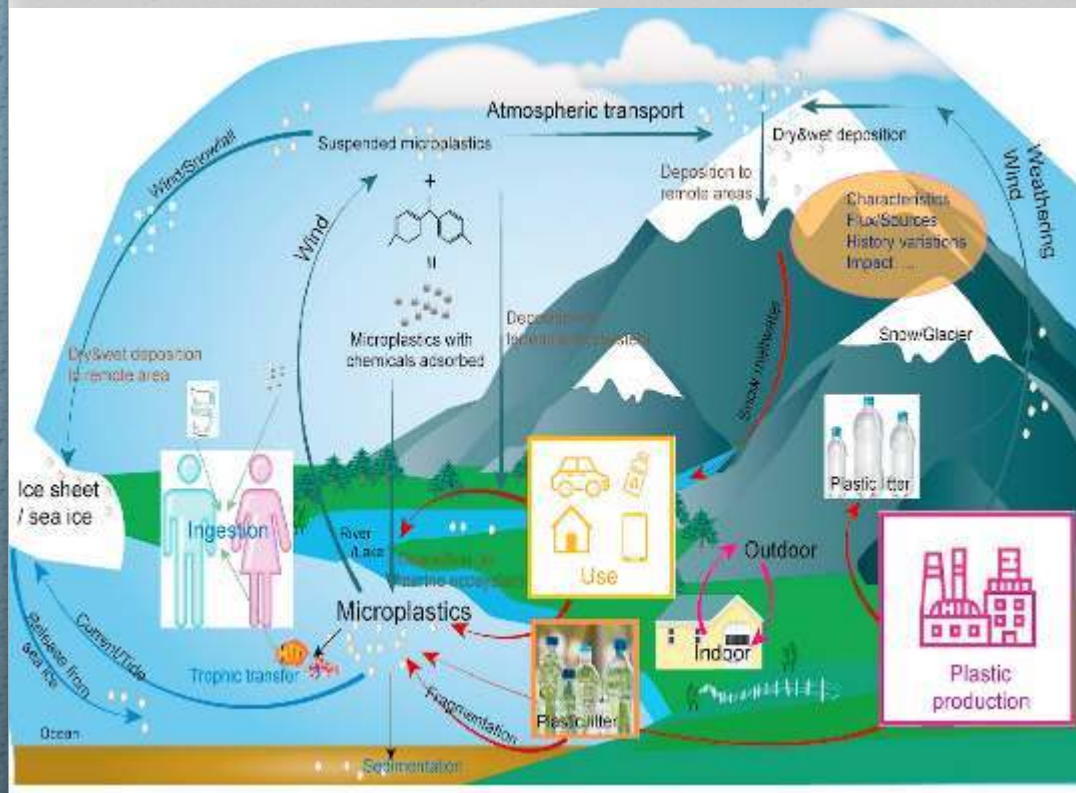 Atmospheric transport
Suspended microplastics
Dry&wet deposition
Wind/Snowfall
Wind
+
=
Microplastics with
chemicals adsorbed
Deposition to
remote areas
Characteristics
Flux/Sources
History variations
Impact....
Weathering
Wind
Snow/Glacier
Snow meltwater
Dry&wet deposition
to remote area
Ice sheet
/ sea ice
Ingestion
River
/Lake
Use
Plastic litter
Outdoor
Indoor
Microplastics
Trophic transfer
Current/Tide
Release from
sea ice
Fragmentation
Plastic litter
Plastic
production
Ocean
Sedimentation